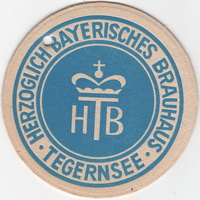 HERZOGLICH BAYERISCHES BRAUHAUS
· TEGERNSEE ·
HTB